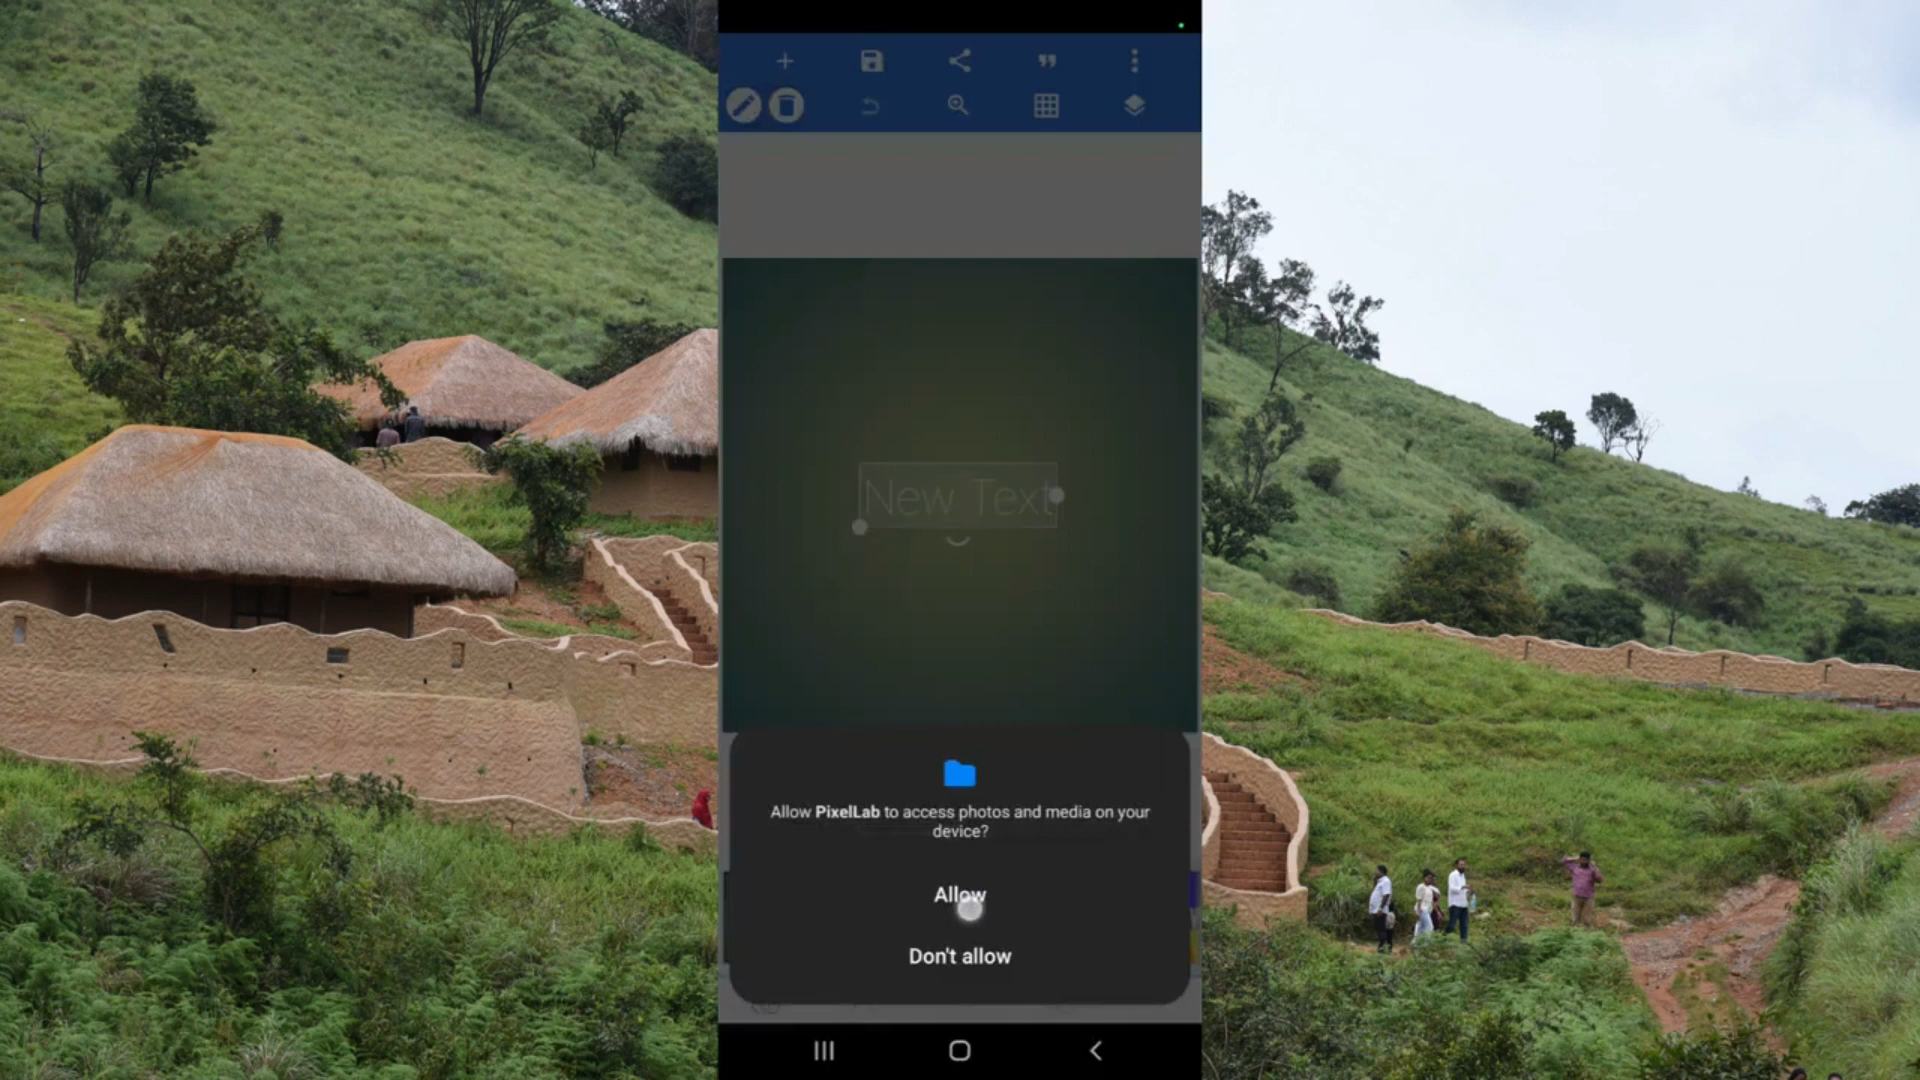 New Text
Allow PixelLab to access photos and media on your
device?
Allow
Don't allow